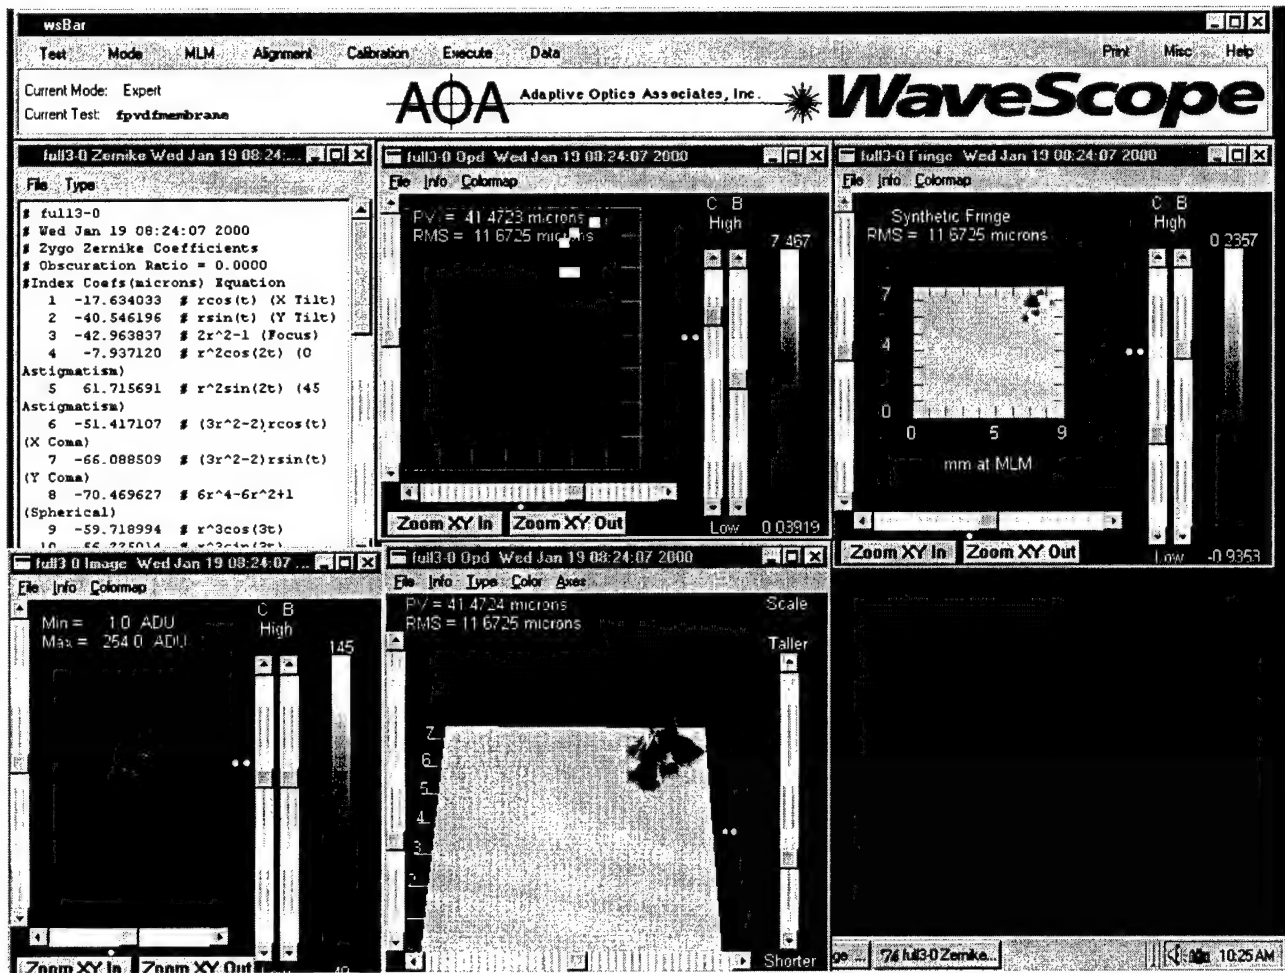 wsBar
Test Mode MLM Alignment Calibration Execute Data Print Misc Help
Current Mode: Expert
Current Test: fpvdfmembrane
AOA Adaptive Optics Associates, Inc. WaveScope
full3-0 Zernike Wed Jan 19 08:24:...
File Type
# full3-0
# Wed Jan 19 08:24:07 2000
# Zygo Zernike Coefficients
# Obscuration Ratio = 0.0000
#Index Coefs(microns) Equation
1 -17.634033 # rcos(t) (X Tilt)
2 -40.546196 # rsin(t) (Y Tilt)
3 -42.963837 # 2r^2-1 (Focus)
4 -7.937120 # r^2cos(2t) (0
Astigmatism)
5 61.715691 # r^2sin(2t) (45
Astigmatism)
6 -51.417107 # (3r^2-2)rcos(t)
(X Coma)
7 -66.088509 # (3r^2-2)rsin(t)
(Y Coma)
8 -70.469627 # 6r^4-6r^2+1
(Spherical)
9 -59.718994 # r^3cos(3t)
full3-0 Opd Wed Jan 19 08:24:07 2000
File Info Colormap
PV = 41.4723 microns
RMS = 11.6725 microns
C B
High
7.467
Low 0.03919
Zoom XY In Zoom XY Out
full3-0 Fringe Wed Jan 19 08:24:07 2000
File Info Colormap
Synthetic Fringe
RMS = 11.6725 microns
C B
High
0.2357
7
4
3
0
0 5 9
mm at MLM
Low -0.9353
Zoom XY In Zoom XY Out
full3-0 Image Wed Jan 19 08:24:07 ...
File Info Colormap
Min = 1.0 ADU
Max = 254.0 ADU
C B
High
145
Zoom XY In Zoom XY Out
full3-0 Opd Wed Jan 19 08:24:07 2000
File Info Type Color Axes
PV = 41.4724 microns
RMS = 11.6725 microns
Scale
Taller
7
6
5
4
3
2
Shorter
full3-0 Zernike...
10:25 AM